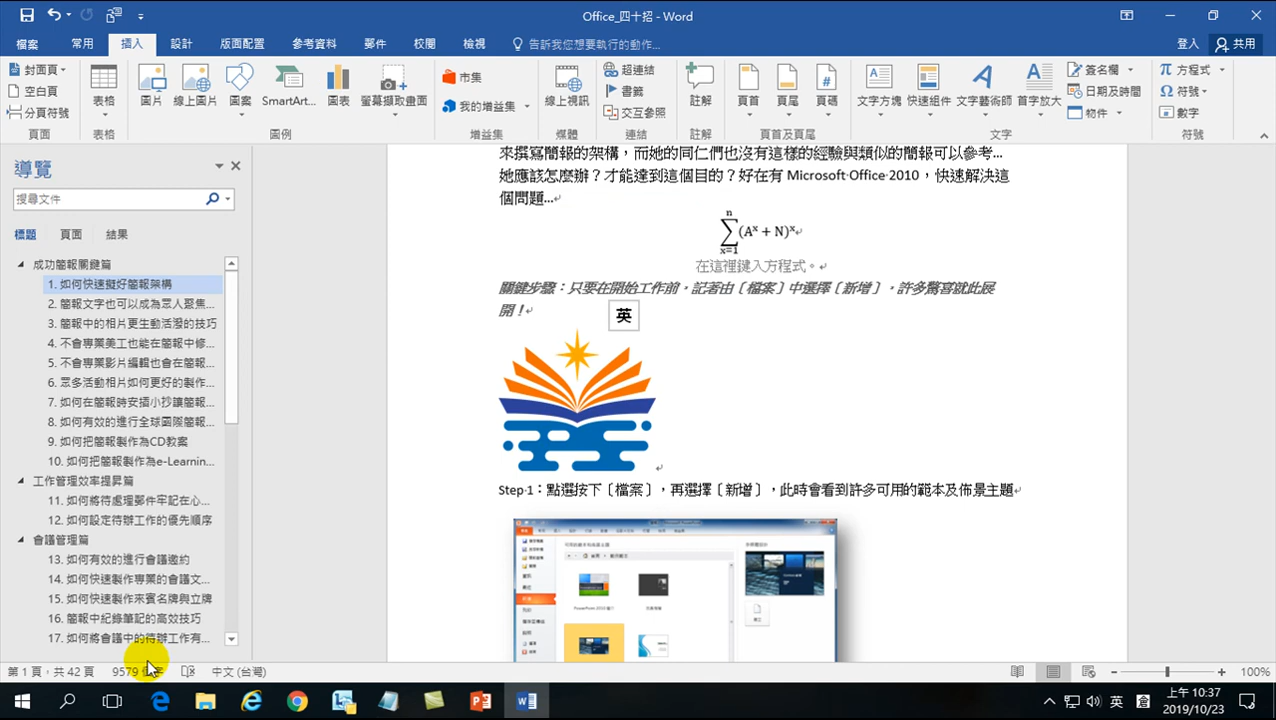 Office_四十招 - Word
檔案 常用 插入 設計 版面配置 參考資料 郵件 校閱 檢視 告訴我您想要執行的動作... 登入 共用
封面頁
空白頁
分頁符號
表格 圖片 線上圖片 圖案 SmartArt... 圖表 螢幕擷取畫面
市集
我的增益集
線上視訊
超連結
書籤
交互參照
註解 頁首 頁尾 頁碼 文字方塊 快速組件 文字藝術師 首字放大
簽名欄
日期及時間
物件
方程式
符號
數字
頁面 表格 圖例 增益集 媒體 連結 註解 頁首及頁尾 文字 符號
導覽
搜尋文件
標題 頁面 結果
成功簡報關鍵篇
1. 如何快速擬好簡報架構
2. 簡報文字也可以成為眾人聚焦...
3. 簡報中的相片更生動活潑的技巧
4. 不會專業美工也能在簡報中修...
5. 不會專業影片編輯也會在簡報...
6. 眾多活動相片如何更好的製作...
7. 如何在簡報時安插小抄讓簡報...
8. 如何有效的進行全球團隊簡報...
9. 如何把簡報製作為CD教案
10. 如何把簡報製作為e-Learnin...
工作管理效率提昇篇
11. 如何將待處理郵件牢記在心...
12. 如何設定待辦工作的優先順序
會議管理篇
如何有效的進行會議邀約
14. 如何快速製作專業的會議文...
5. 如何快速製作來賓名牌與立牌
16. 簡報中紀錄筆記的高效技巧
17. 如何將會議中的待辦工作有...
來撰寫簡報的架構，而她的同仁們也沒有這樣的經驗與類似的簡報可以參考...
她應該怎麼辦？才能達到這個目的？好在有 Microsoft·Office·2010，快速解決這
個問題...
n
∑(Aˣ + N)ˣ
x=1
在這裡鍵入方程式。
關鍵步驟：只要在開始工作前，記著由〔檔案〕中選擇〔新增〕，許多驚喜就此展
開！
英
Step·1：點選按下〔檔案〕，再選擇〔新增〕，此時會看到許多可用的範本及佈景主題
第 1 頁，共 42 頁 9579 中文 (台灣) 100%
英 上午 10:37
2019/10/23